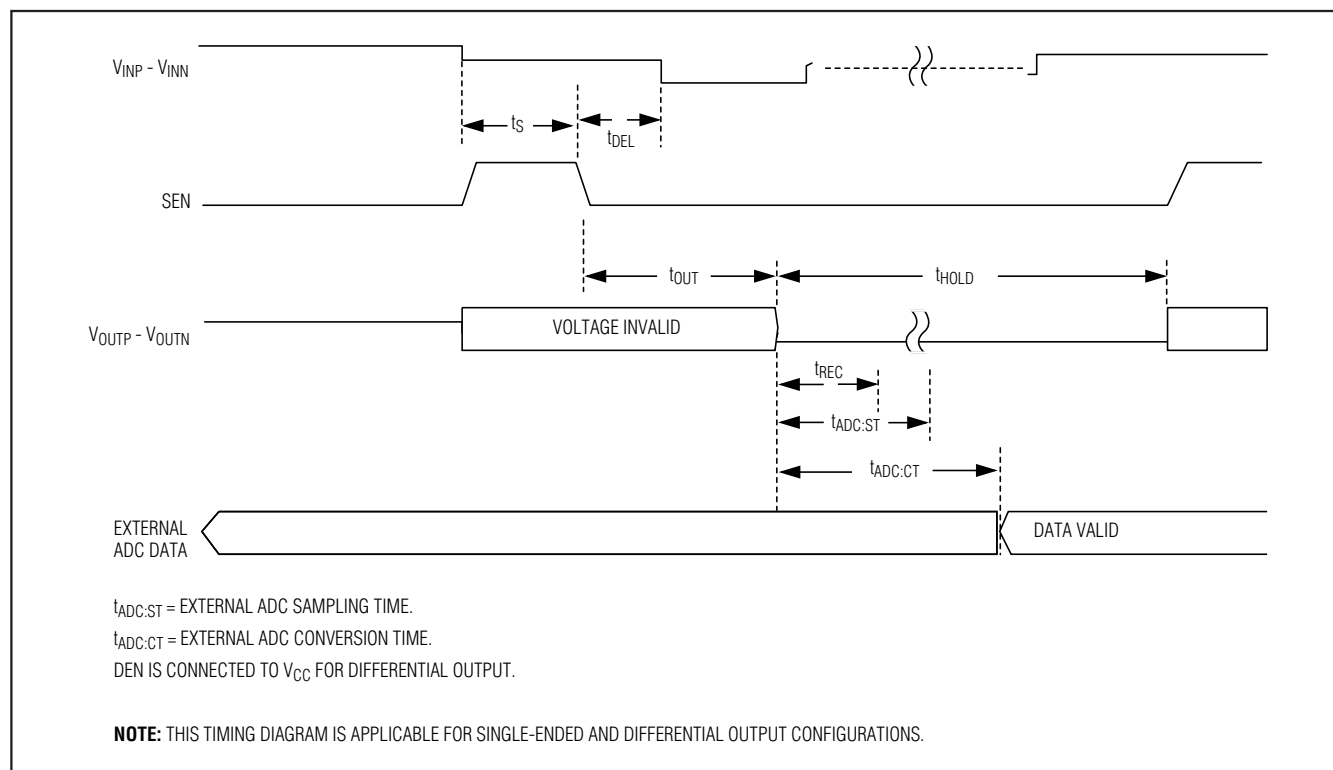 VINP - VINN
tS
tDEL
SEN
tOUT
tHOLD
VOUTP - VOUTN
VOLTAGE INVALID
tREC
tADC:ST
tADC:CT
EXTERNAL
ADC DATA
DATA VALID
tADC:ST = EXTERNAL ADC SAMPLING TIME.
tADC:CT = EXTERNAL ADC CONVERSION TIME.
DEN IS CONNECTED TO VCC FOR DIFFERENTIAL OUTPUT.
NOTE: THIS TIMING DIAGRAM IS APPLICABLE FOR SINGLE-ENDED AND DIFFERENTIAL OUTPUT CONFIGURATIONS.